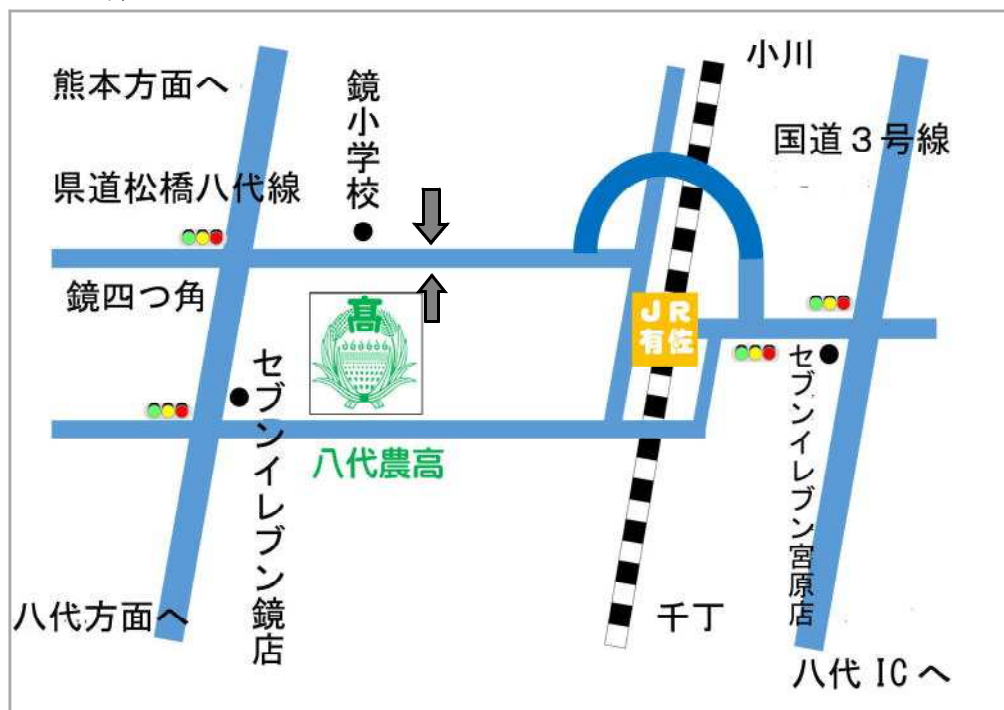 小川
熊本方面へ
鏡小学校
国道３号線
県道松橋八代線
鏡四つ角
高
ＪＲ
有佐
セブンイレブン鏡店
セブンイレブン宮原店
八代農高
八代方面へ
千丁
八代 IC へ